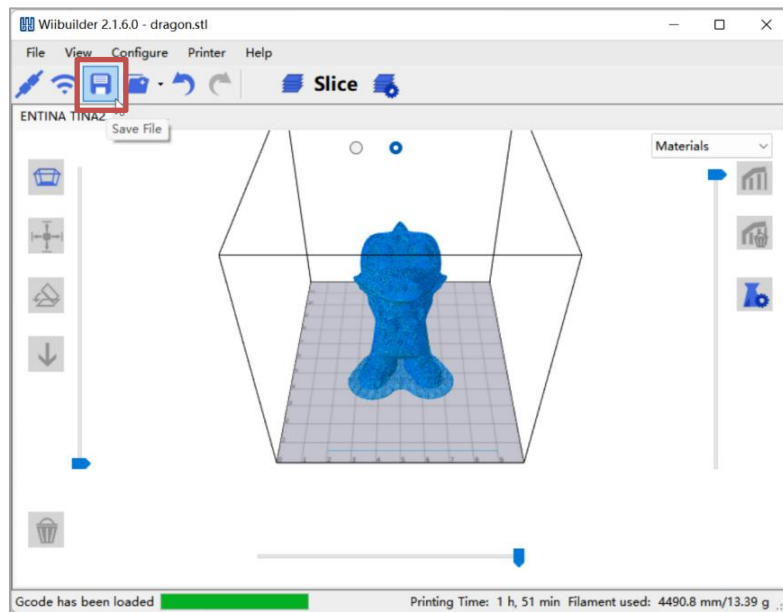 Wiibuilder 2.1.6.0 - dragon.stl
File View Configure Printer Help
Slice
ENTINA TINA2
Save File
Materials
Gcode has been loaded Printing Time: 1 h, 51 min Filament used: 4490.8 mm/13.39 g